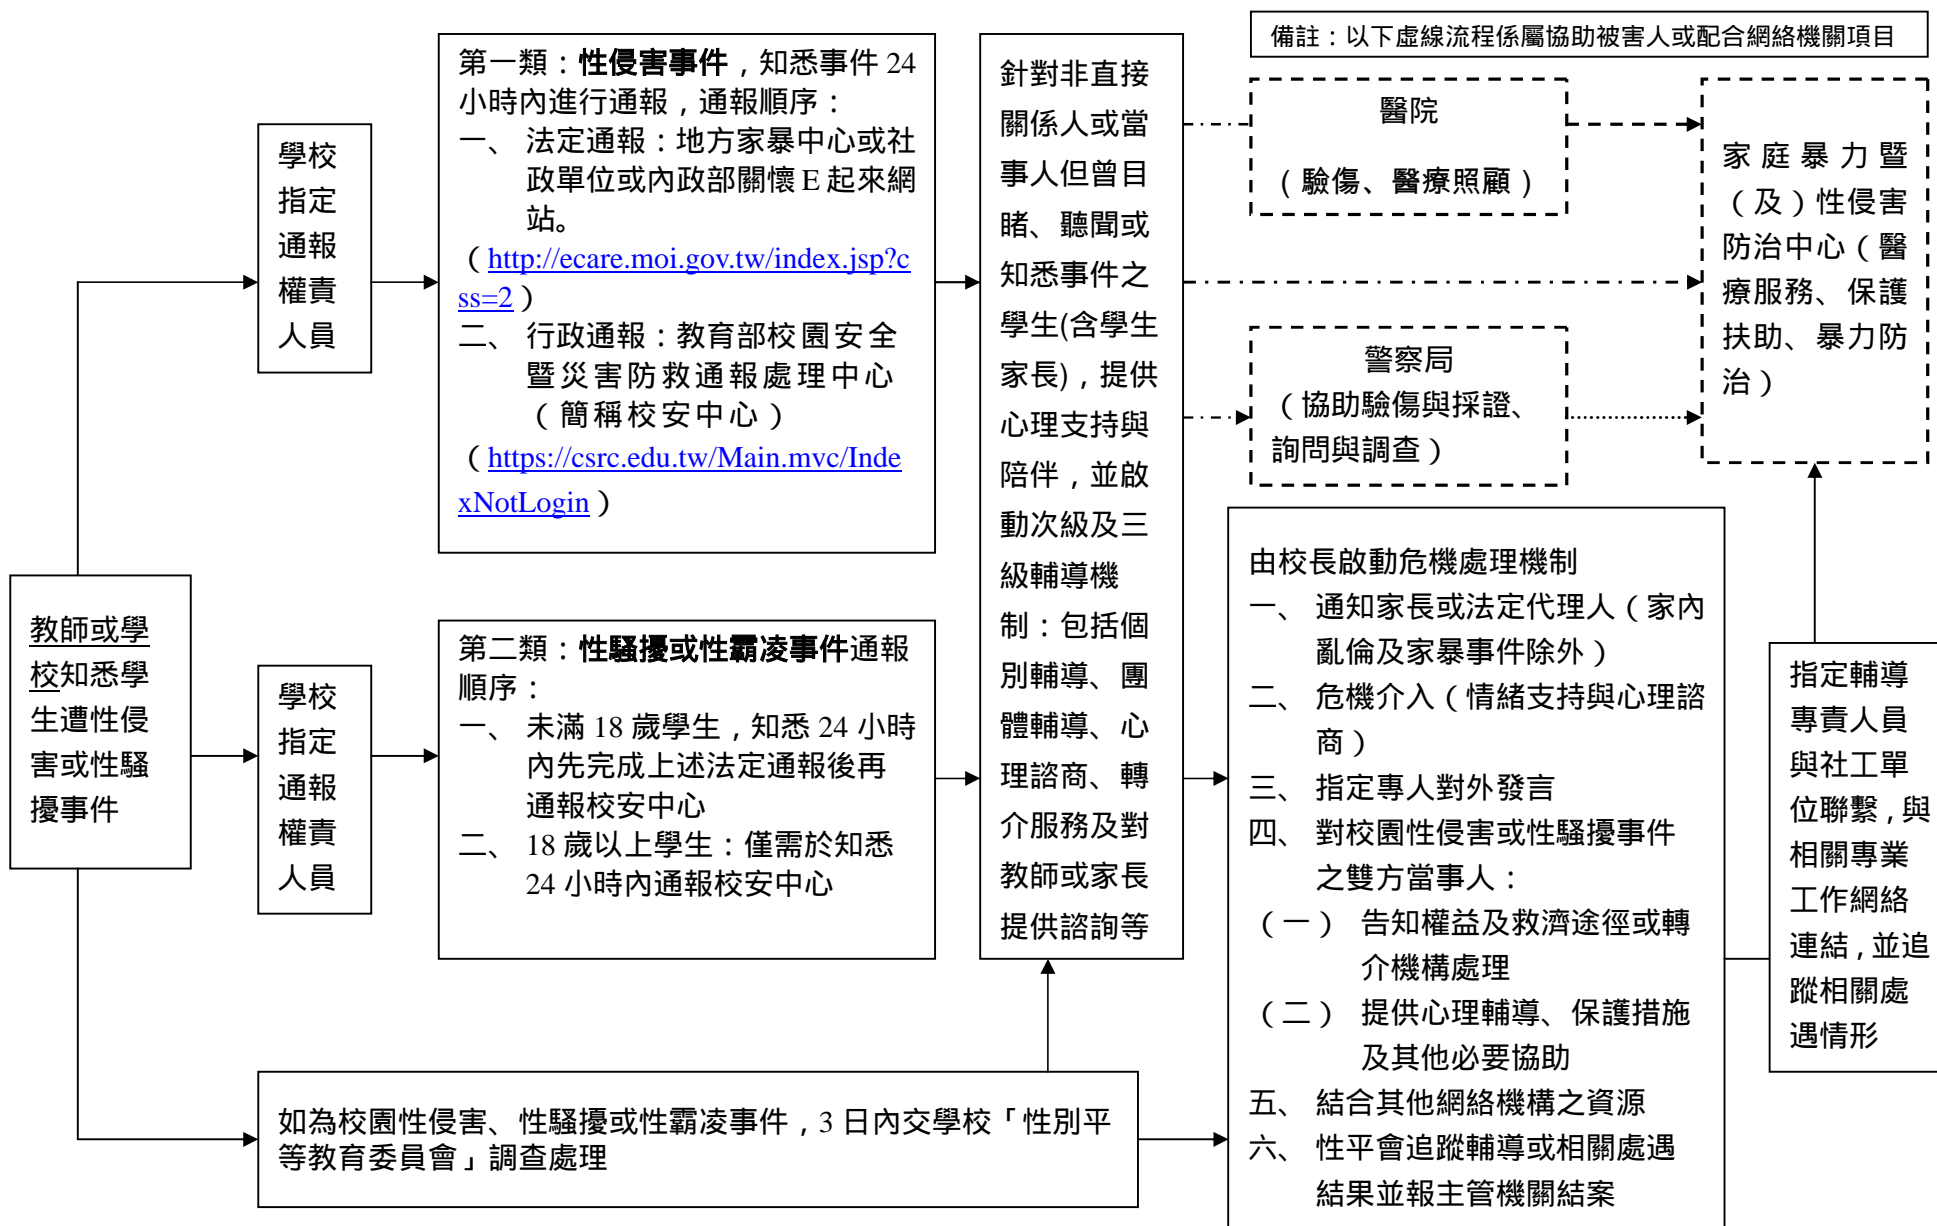 備註：以下虛線流程係屬協助被害人或配合網絡機關項目
教師或學
校知悉學
生遭性侵
害或性騷
擾事件
學校
指定
通報
權責
人員
第一類：性侵害事件，知悉事件 24
小時內進行通報，通報順序：
一、 法定通報：地方家暴中心或社
政單位或內政部關懷 E 起來網
站。
（http://ecare.moi.gov.tw/index.jsp?c
ss=2）
二、 行政通報：教育部校園安全
暨災害防救通報處理中心
（簡稱校安中心）
（https://csrc.edu.tw/Main.mvc/Inde
xNotLogin）
學校
指定
通報
權責
人員
第二類：性騷擾或性霸凌事件通報
順序：
一、 未滿 18 歲學生，知悉 24 小時
內先完成上述法定通報後再
通報校安中心
二、 18 歲以上學生：僅需於知悉
24 小時內通報校安中心
如為校園性侵害、性騷擾或性霸凌事件，3 日內交學校「性別平
等教育委員會」調查處理
針對非直接
關係人或當
事人但曾目
睹、聽聞或
知悉事件之
學生(含學生
家長)，提供
心理支持與
陪伴，並啟
動次級及三
級輔導機
制：包括個
別輔導、團
體輔導、心
理諮商、轉
介服務及對
教師或家長
提供諮詢等
醫院
（驗傷、醫療照顧）
警察局
（協助驗傷與採證、
詢問與調查）
家庭暴力暨
（及）性侵害
防治中心（醫
療服務、保護
扶助、暴力防
治）
由校長啟動危機處理機制
一、 通知家長或法定代理人（家內
亂倫及家暴事件除外）
二、 危機介入（情緒支持與心理諮
商）
三、 指定專人對外發言
四、 對校園性侵害或性騷擾事件
之雙方當事人：
（一） 告知權益及救濟途徑或轉
介機構處理
（二） 提供心理輔導、保護措施
及其他必要協助
五、 結合其他網絡機構之資源
六、 性平會追蹤輔導或相關處遇
結果並報主管機關結案
指定輔導
專責人員
與社工單
位聯繫，與
相關專業
工作網絡
連結，並追
蹤相關處
遇情形